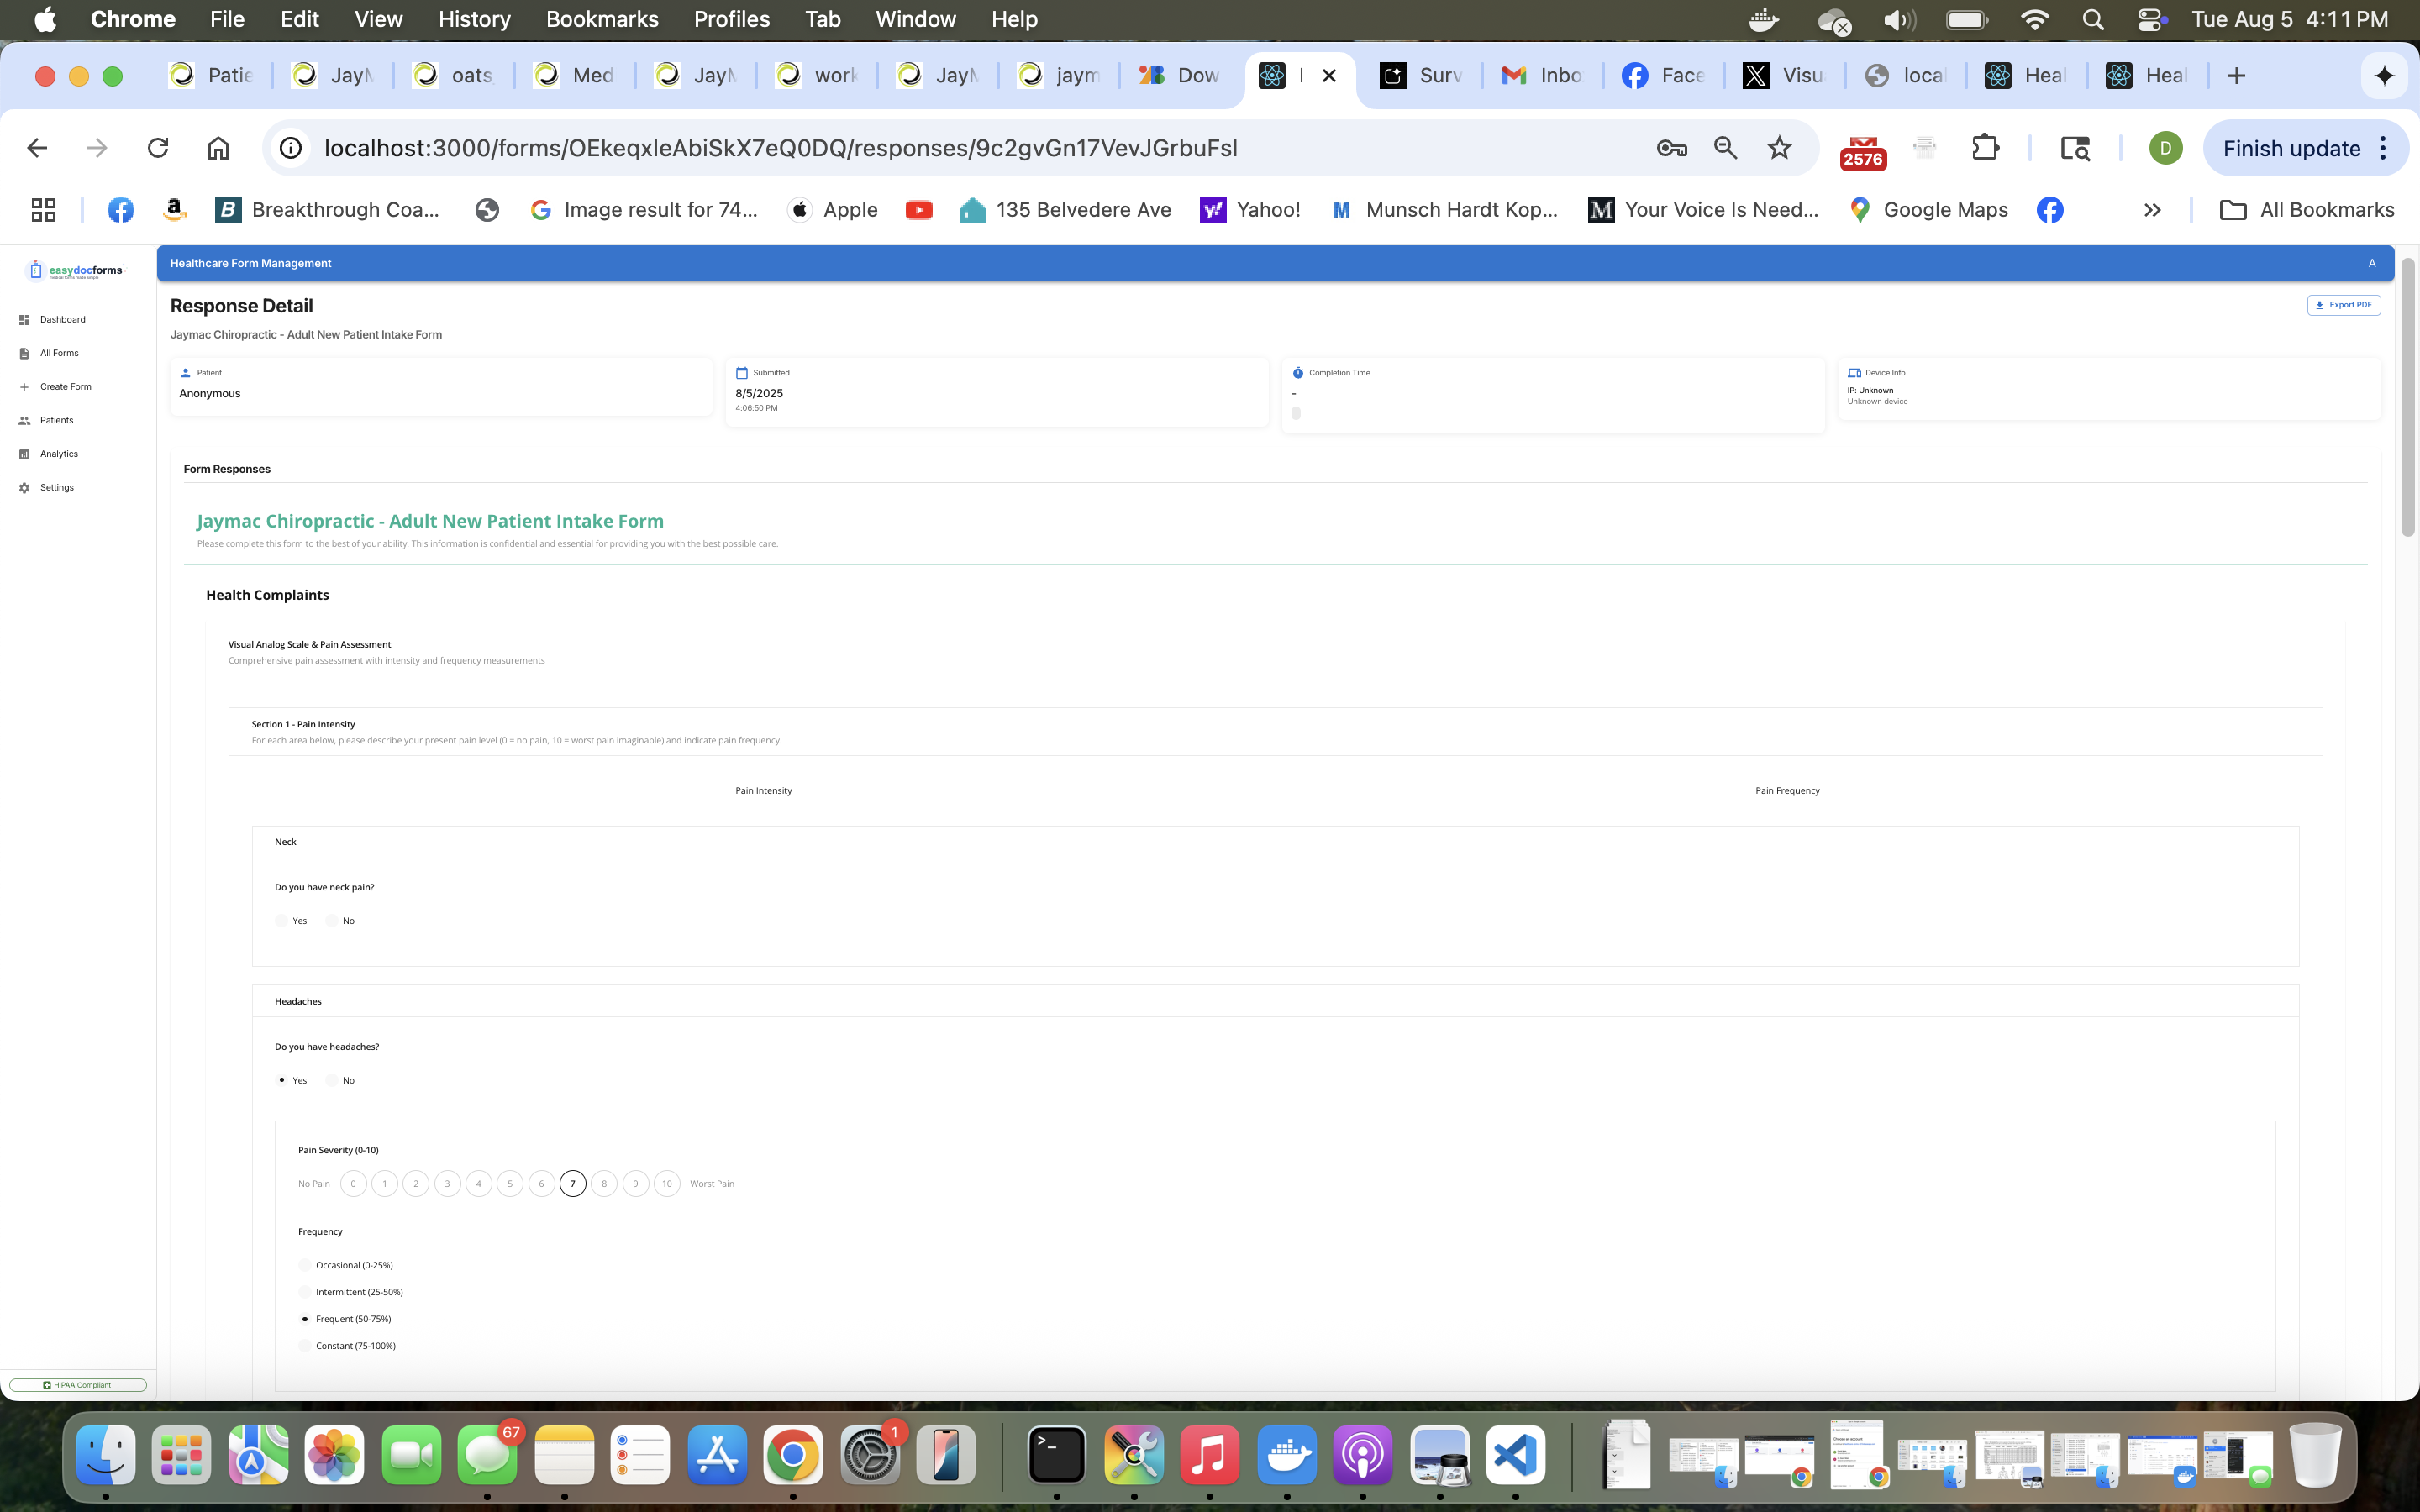 Chrome File Edit View History Bookmarks Profiles Tab Window Help Tue Aug 5 4:11 PM
Patie JayM oats Med JayM work JayM jaym Dow Surv Inbo Face Visu loca Heal Heal
localhost:3000/forms/OEkeqxleAbiSkX7eQ0DQ/responses/9c2gvGn17VevJGrbuFsl 2576 D Finish update
Breakthrough Coa... Image result for 74... Apple 135 Belvedere Ave Yahoo! Munsch Hardt Kop... Your Voice Is Need... Google Maps All Bookmarks
easydocforms
Healthcare Form Management A
Dashboard
All Forms
Create Form
Patients
Analytics
Settings
HIPAA Compliant
Response Detail
Export PDF
Jaymac Chiropractic - Adult New Patient Intake Form
Patient
Anonymous
Submitted
8/5/2025
4:06:50 PM
Completion Time
-
Device Info
IP: Unknown
Unknown device
Form Responses
Jaymac Chiropractic - Adult New Patient Intake Form
Please complete this form to the best of your ability. This information is confidential and essential for providing you with the best possible care.
Health Complaints
Visual Analog Scale & Pain Assessment
Comprehensive pain assessment with intensity and frequency measurements
Section 1 - Pain Intensity
For each area below, please describe your present pain level (0 = no pain, 10 = worst pain imaginable) and indicate pain frequency.
Pain Intensity Pain Frequency
Neck
Do you have neck pain?
Yes No
Headaches
Do you have headaches?
Yes No
Pain Severity (0-10)
No Pain 0 1 2 3 4 5 6 7 8 9 10 Worst Pain
Frequency
Occasional (0-25%)
Intermittent (25-50%)
Frequent (50-75%)
Constant (75-100%)
67 1